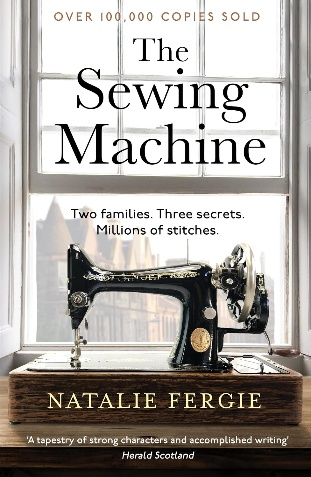 OVER 100,000 COPIES SOLD
The
Sewing
Machine
Two families. Three secrets.
Millions of stitches.
NATALIE FERGIE
‘A tapestry of strong characters and accomplished writing’
Herald Scotland